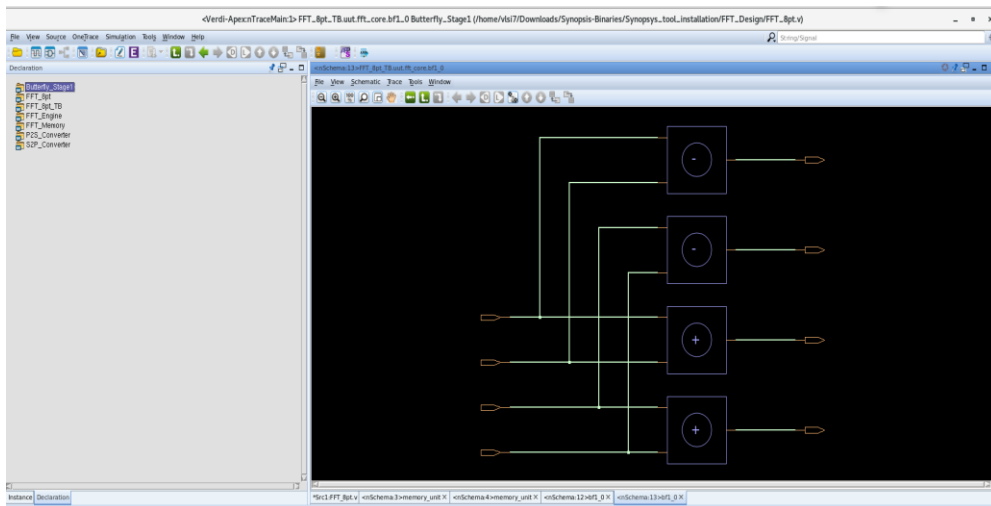 <Verdi-Apex:nTraceMain:1> FFT_8pt_TB.uut.fft_core.bf1_0 Butterfly_Stage1 (/home/vlsi7/Downloads/Synopsis-Binaries/Synopsys_tool_installation/FFT_Design/FFT_8pt.v)
File View Source OneTrace Simulation Tools Window Help
String/Signal
Declaration
<nSchema:13>FFT_8pt_TB.uut.fft_core.bf1_0
File View Schematic Trace Tools Window
Butterfly_Stage1
FFT_8pt
FFT_8pt_TB
FFT_Engine
FFT_Memory
P2S_Converter
S2P_Converter
-
-
+
+
Instance Declaration
*Src1:FFT_8pt.v <nSchema:3>memory_unit X <nSchema:4>memory_unit X <nSchema:12>bf1_0 X <nSchema:13>bf1_0 X